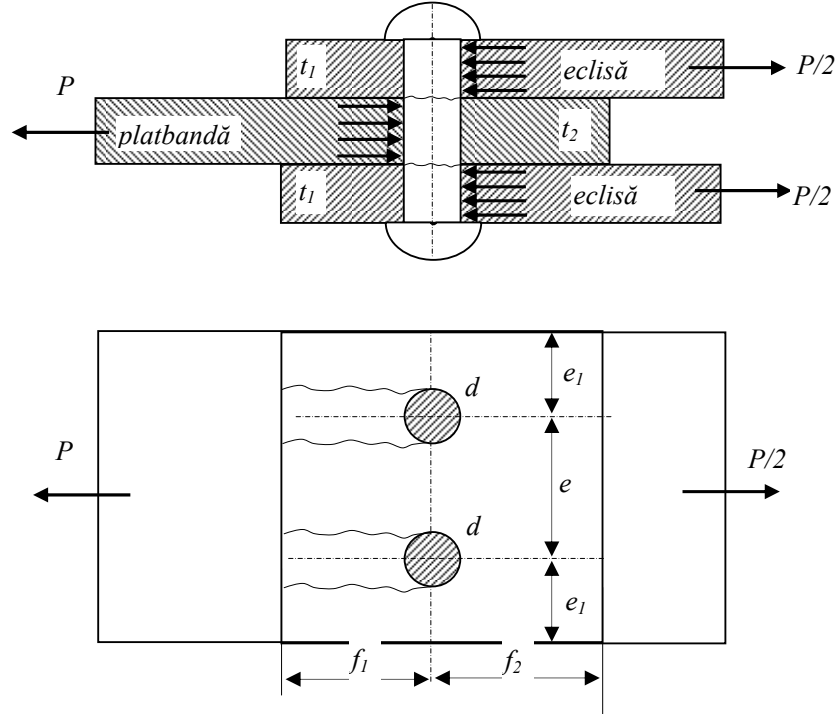 t1
eclisă
P/2
P
platbandă
t2
t1
eclisă
P/2
e1
d
P
P/2
e
d
e1
f1
f2